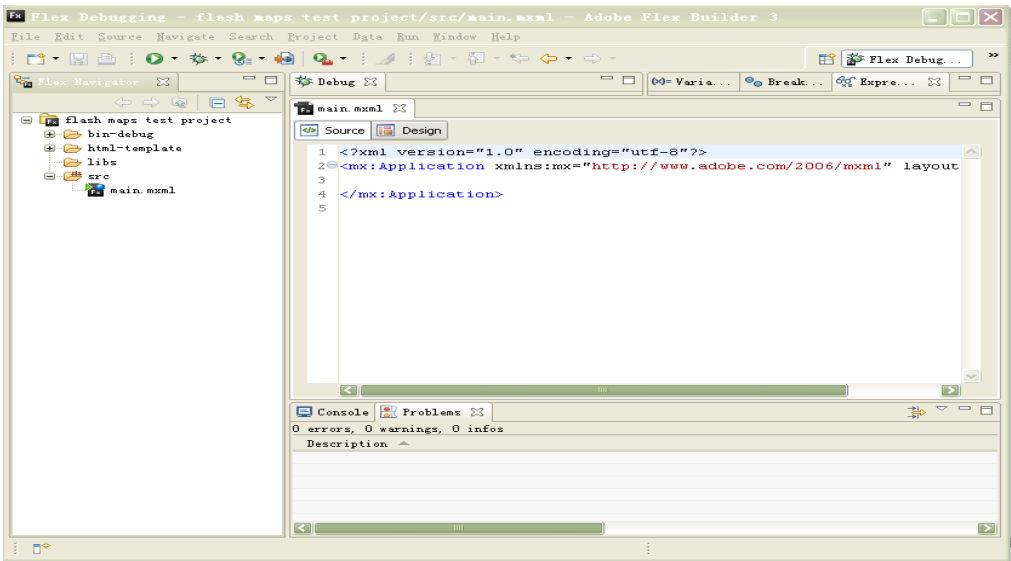 Fx Flex Debugging - flash maps test project/src/main.mxml - Adobe Flex Builder 3
File Edit Source Navigate Search Project Data Run Window Help
Flex Debug... »
Flex Navigator
Debug
(x)= Varia...
Break...
Expre...
flash maps test project
bin-debug
html-template
libs
src
main.mxml
main.mxml
Source Design
1 <?xml version="1.0" encoding="utf-8"?>
2 <mx:Application xmlns:mx="http://www.adobe.com/2006/mxml" layout
3
4 </mx:Application>
5
Console Problems
0 errors, 0 warnings, 0 infos
Description